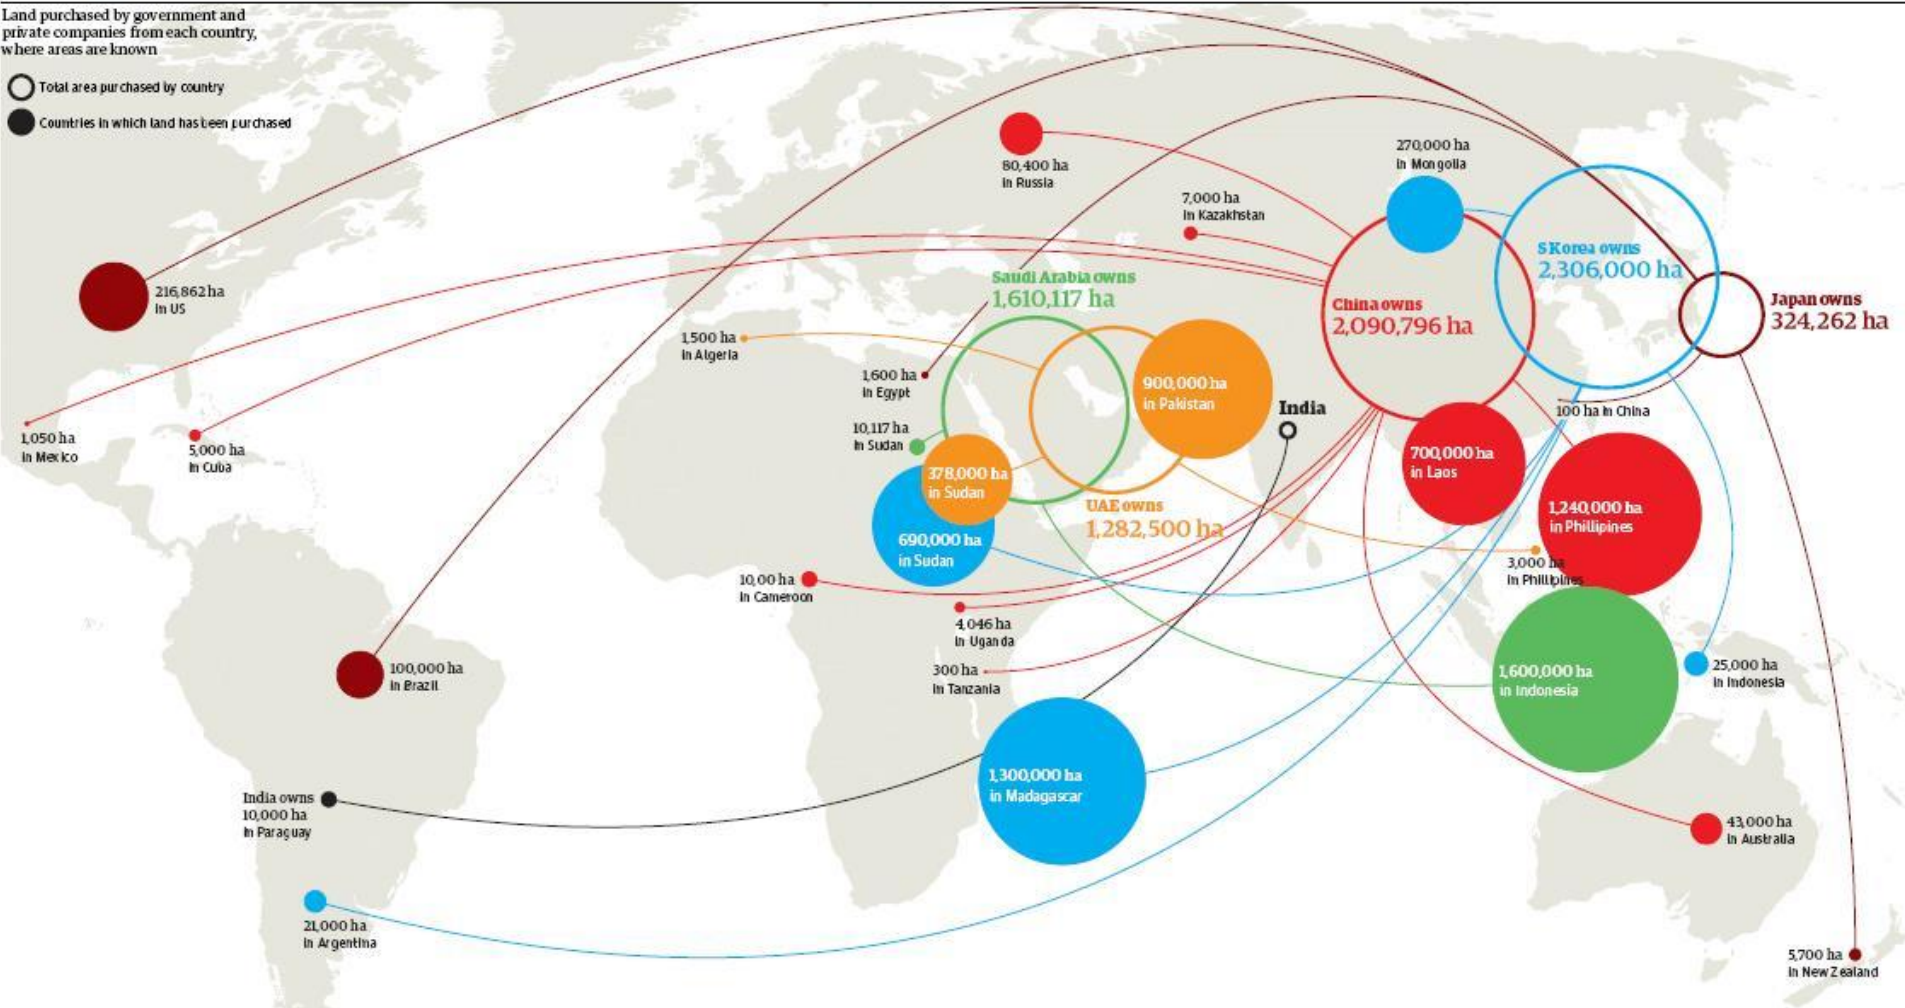 Land purchased by government and
private companies from each country,
where areas are known
Total area purchased by country
Countries in which land has been purchased
216,862 ha
in US
1,050 ha
in Mexico
5,000 ha
in Cuba
100,000 ha
in Brazil
India owns
10,000 ha
in Paraguay
21,000 ha
in Argentina
80,400 ha
in Russia
7,000 ha
in Kazakhstan
270,000 ha
in Mongolia
S Korea owns
2,306,000 ha
Saudi Arabia owns
1,610,117 ha
China owns
2,090,796 ha
Japan owns
324,262 ha
1,500 ha
in Algeria
1,600 ha
in Egypt
10,117 ha
in Sudan
378,000 ha
in Sudan
690,000 ha
in Sudan
900,000 ha
in Pakistan
India
UAE owns
1,282,500 ha
100 ha in China
700,000 ha
in Laos
1,240,000 ha
in Phillipines
3,000 ha
in Phillipines
10,00 ha
in Cameroon
4,046 ha
in Uganda
300 ha
in Tanzania
1,300,000 ha
in Madagascar
1,600,000 ha
in Indonesia
25,000 ha
in Indonesia
43,000 ha
in Australia
5,700 ha
in New Zealand